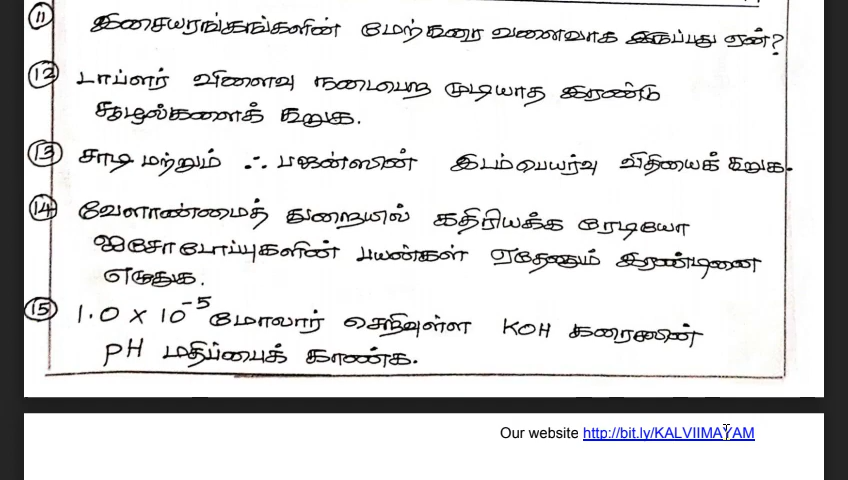 11 இசையரங்கங்களின் மேற்கூரை வளைவாக இருப்பது ஏன்?
12 டாப்ளர் விளைவு நடைபெற முடியாத இரண்டு
சூழல்களைக் கூறுக.
13 சாடி மற்றும் ஃபஜன்ஸின் இடம்பெயர்வு விதியைக் கூறுக.
14 வேளாண்மைத் துறையில் கதிரியக்க ரேடியோ
ஐசோடோப்புகளின் பயன்கள் ஏதேனும் இரண்டினை
எழுதுக.
15 1.0 x 10⁻⁵ மோலார் செறிவுள்ள KOH கரைசலின்
pH மதிப்பைக் காண்க.
Our website http://bit.ly/KALVIIMAYAM